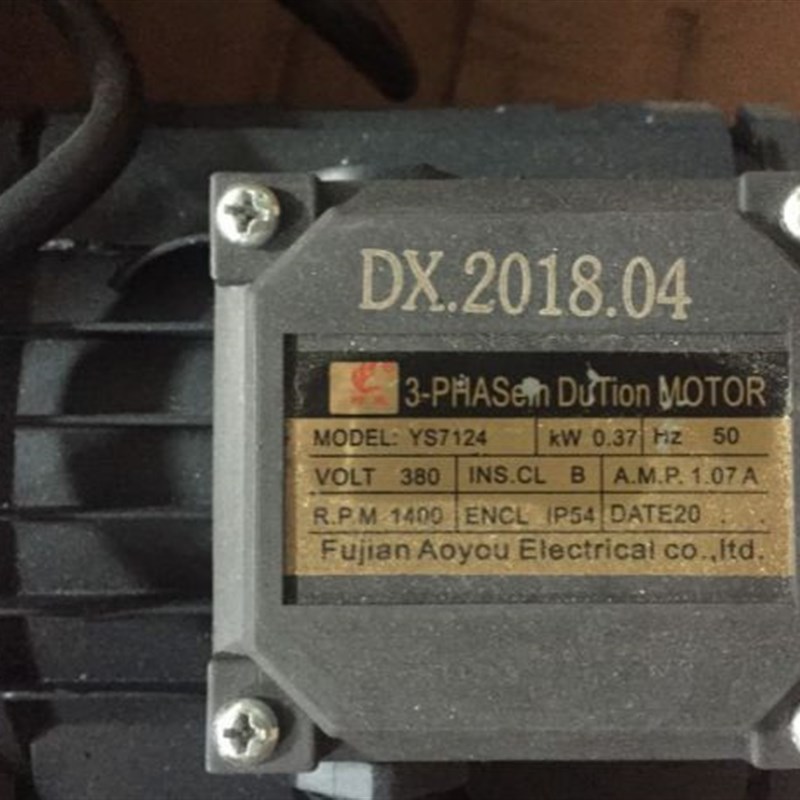 DX.2018.04
3-PHASein DuTion MOTOR
MODEL: YS7124 kW 0.37 Hz 50
VOLT 380 INS.CL B A.M.P. 1.07 A
R.P.M 1400 ENCL IP54 DATE20 . .
Fujian Aoyou Electrical co.,ltd.